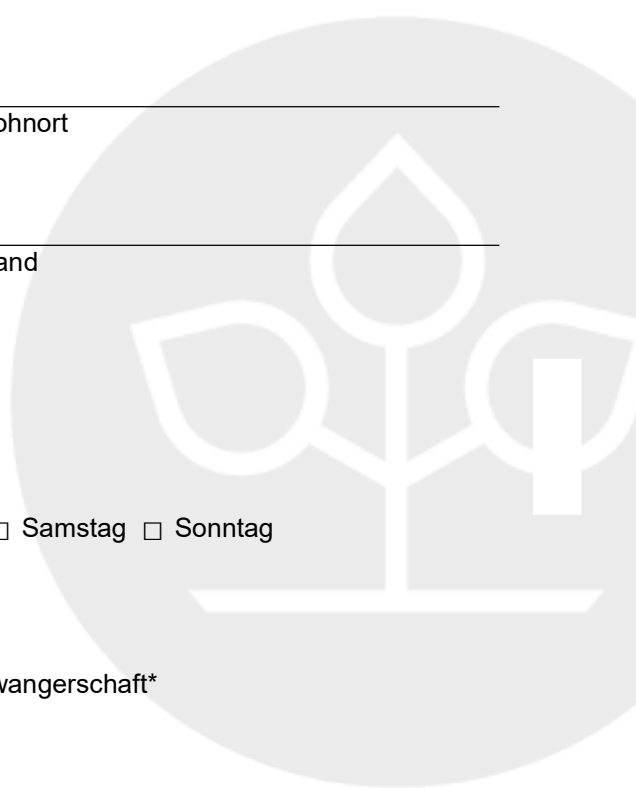 ohnort
and
□ Samstag □ Sonntag
wangerschaft*